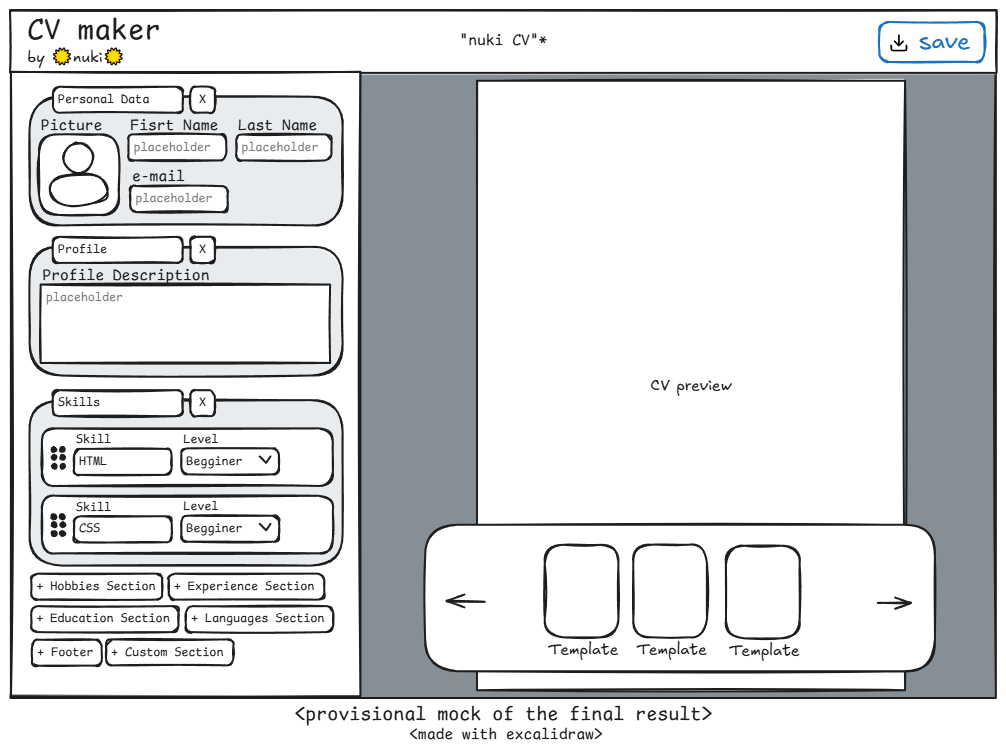 CV maker
by nuki
"nuki CV"*
save
Personal Data
X
Picture
Fisrt Name
Last Name
placeholder
placeholder
e-mail
placeholder
Profile
X
Profile Description
placeholder
Skills
X
Skill
Level
HTML
Begginer
Skill
Level
CSS
Begginer
+ Hobbies Section
+ Experience Section
+ Education Section
+ Languages Section
+ Footer
+ Custom Section
CV preview
Template
Template
Template
<provisional mock of the final result>
<made with excalidraw>